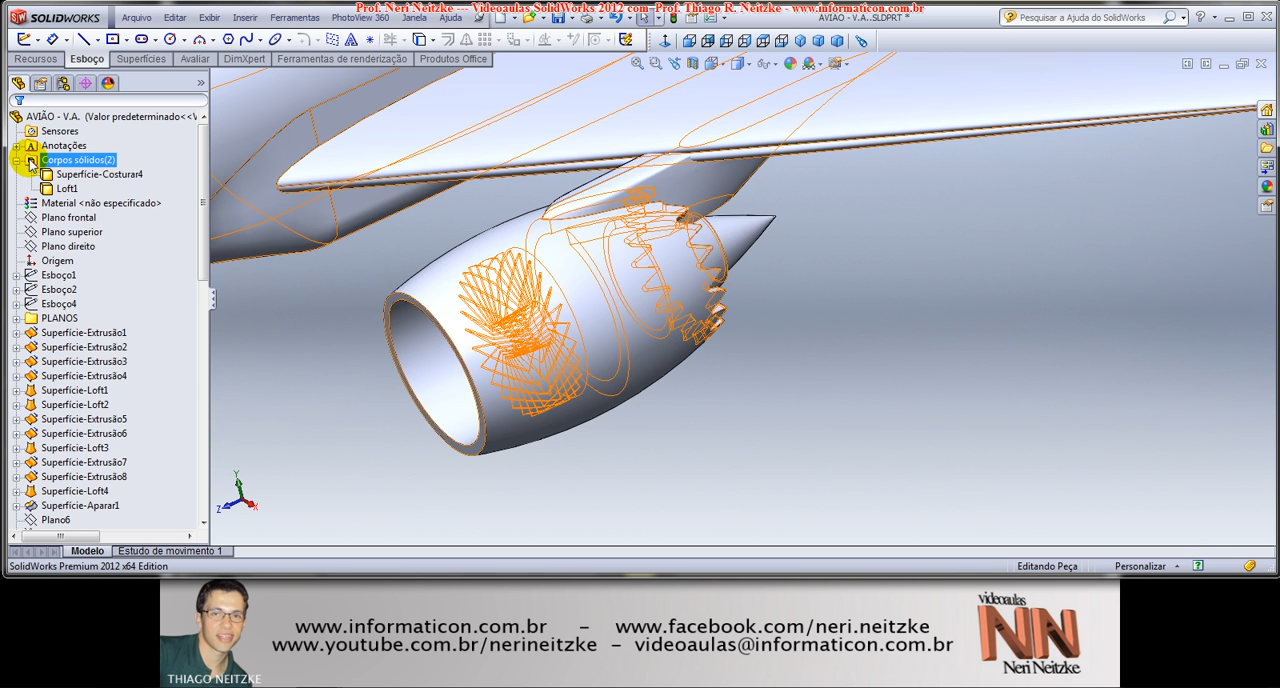 Prof. Neri Neitzke --- Videoaulas SolidWorks 2012 com Prof. Thiago R. Neitzke - www.informaticon.com.br
SOLIDWORKS
Arquivo Editar Exibir Inserir Ferramentas PhotoView 360 Janela Ajuda
AVIÃO - V.A..SLDPRT *
Pesquisar a Ajuda do SolidWorks
Recursos Esboço Superfícies Avaliar DimXpert Ferramentas de renderização Produtos Office
AVIÃO - V.A. (Valor predeterminado<<V
Sensores
Anotações
Corpos sólidos(2)
Superfície-Costurar4
Loft1
Material <não especificado>
Plano frontal
Plano superior
Plano direito
Origem
Esboço1
Esboço2
Esboço4
PLANOS
Superfície-Extrusão1
Superfície-Extrusão2
Superfície-Extrusão3
Superfície-Extrusão4
Superfície-Loft1
Superfície-Loft2
Superfície-Extrusão5
Superfície-Extrusão6
Superfície-Loft3
Superfície-Extrusão7
Superfície-Extrusão8
Superfície-Loft4
Superfície-Aparar1
Plano6
Y
Z X
Modelo Estudo de movimento 1
SolidWorks Premium 2012 x64 Edition
Editando Peça Personalizar
www.informaticon.com.br - www.facebook.com/neri.neitzke
www.youtube.com.br/nerineitzke - videoaulas@informaticon.com.br
THIAGO NEITZKE
videoaulas
NN
Neri Neitzke